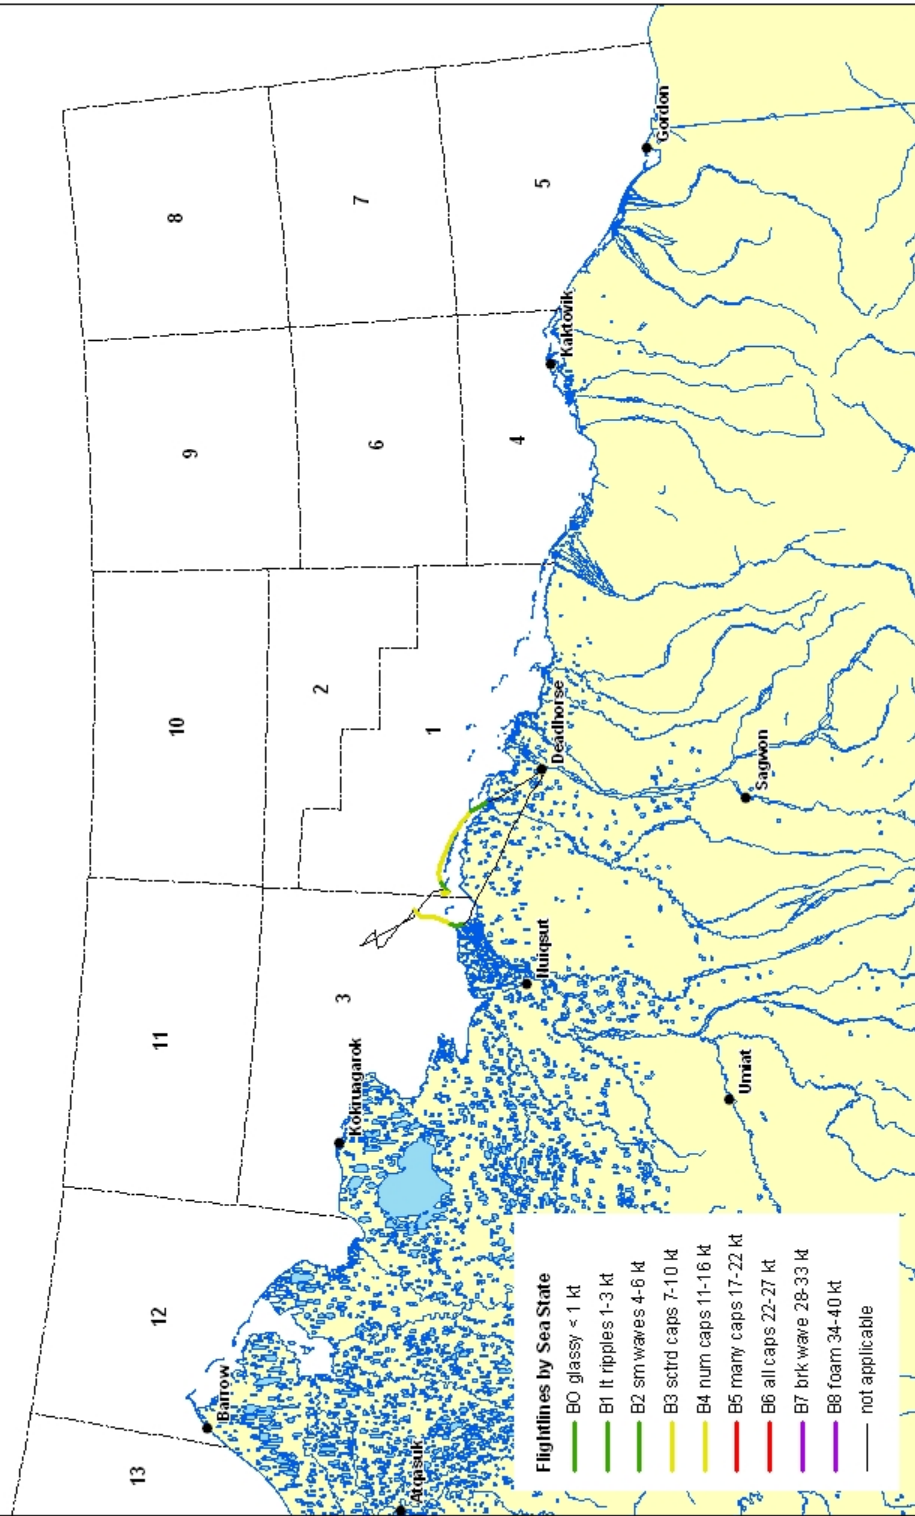 13
12
11
10
9
8
3
2
1
6
7
4
5
Barrow
Atqasuk
Kokruagarok
Nuiqsut
Umiat
Deadhorse
Sagwon
Kaktovik
Gordon
Flightlines by Sea State
B0 glassy < 1 kt
B1 lt ripples 1-3 kt
B2 sm waves 4-6 kt
B3 sctrd caps 7-10 kt
B4 num caps 11-16 kt
B5 many caps 17-22 kt
B6 all caps 22-27 kt
B7 brk wave 28-33 kt
B8 foam 34-40 kt
not applicable